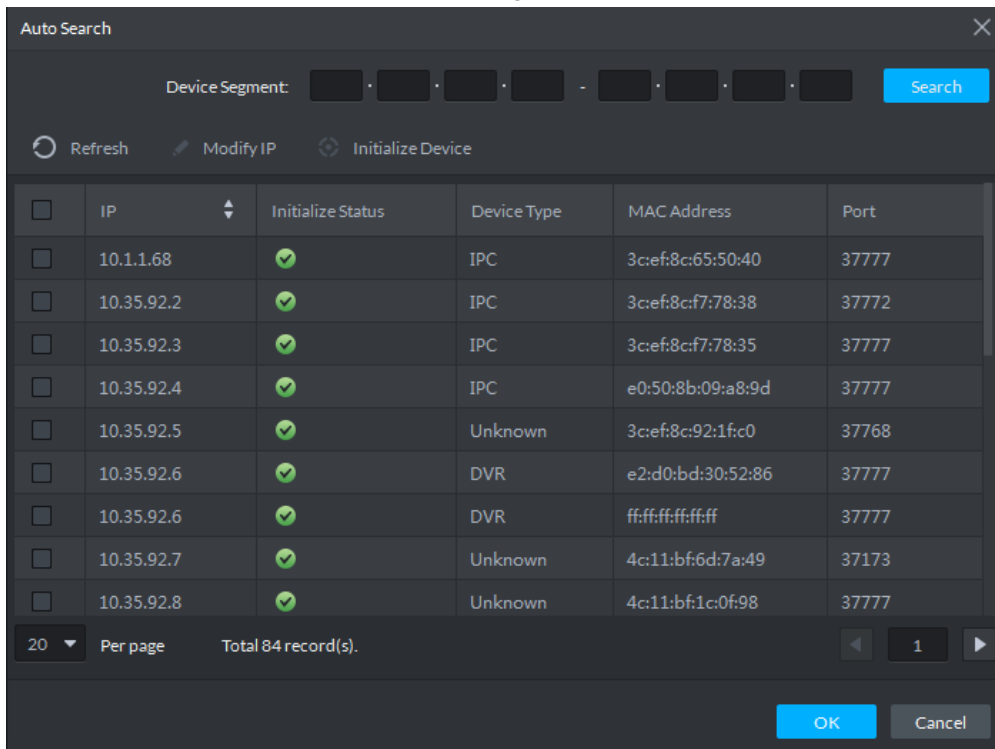 Auto Search
Device Segment: . . . - . . . Search
Refresh Modify IP Initialize Device
IP Initialize Status Device Type MAC Address Port
10.1.1.68 IPC 3c:ef:8c:65:50:40 37777
10.35.92.2 IPC 3c:ef:8c:f7:78:38 37772
10.35.92.3 IPC 3c:ef:8c:f7:78:35 37777
10.35.92.4 IPC e0:50:8b:09:a8:9d 37777
10.35.92.5 Unknown 3c:ef:8c:92:1f:c0 37768
10.35.92.6 DVR e2:d0:bd:30:52:86 37777
10.35.92.6 DVR ff:ff:ff:ff:ff:ff 37777
10.35.92.7 Unknown 4c:11:bf:6d:7a:49 37173
10.35.92.8 Unknown 4c:11:bf:1c:0f:98 37777
20 Per page Total 84 record(s). 1
OK Cancel